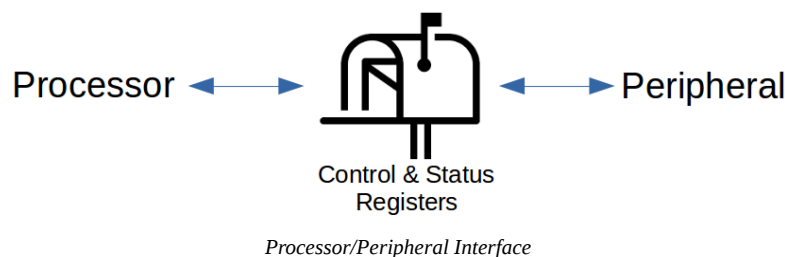 Processor
Peripheral
Control & Status
Registers
Processor/Peripheral Interface